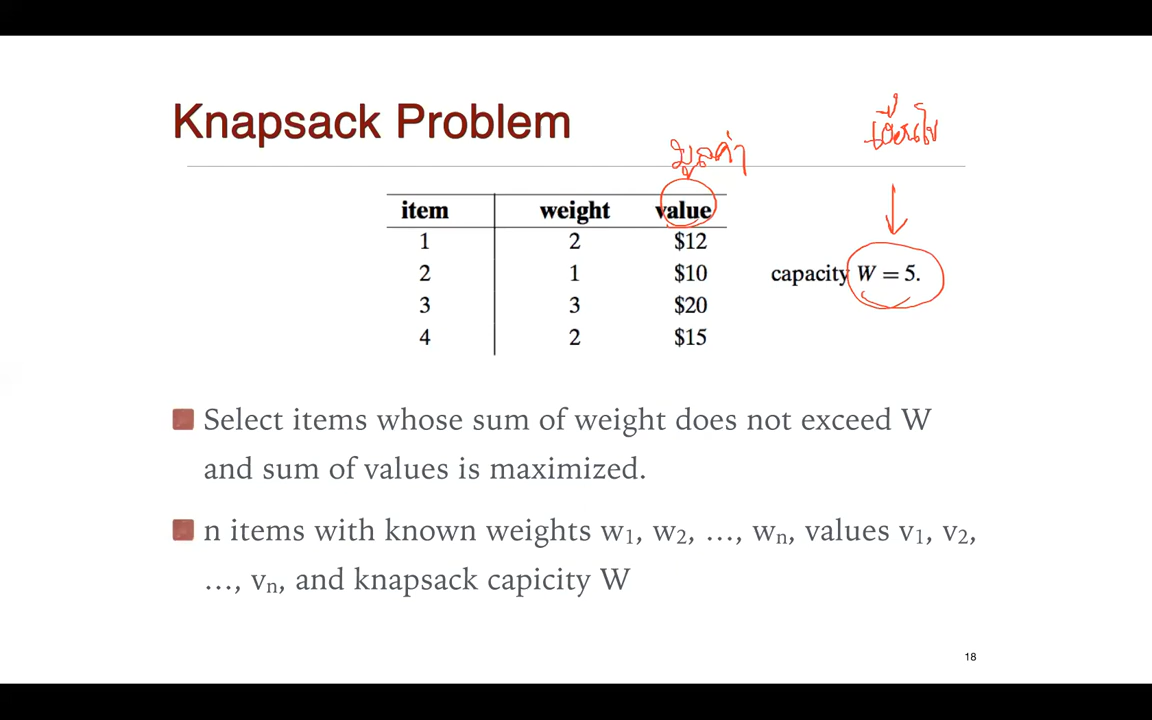 Knapsack Problem
มูลค่า
เงื่อนไข
item weight value
1 2 $12
2 1 $10
3 3 $20
4 2 $15
capacity W = 5.
Select items whose sum of weight does not exceed W
and sum of values is maximized.
n items with known weights w₁, w₂, …, wₙ, values v₁, v₂,
…, vₙ, and knapsack capicity W
18